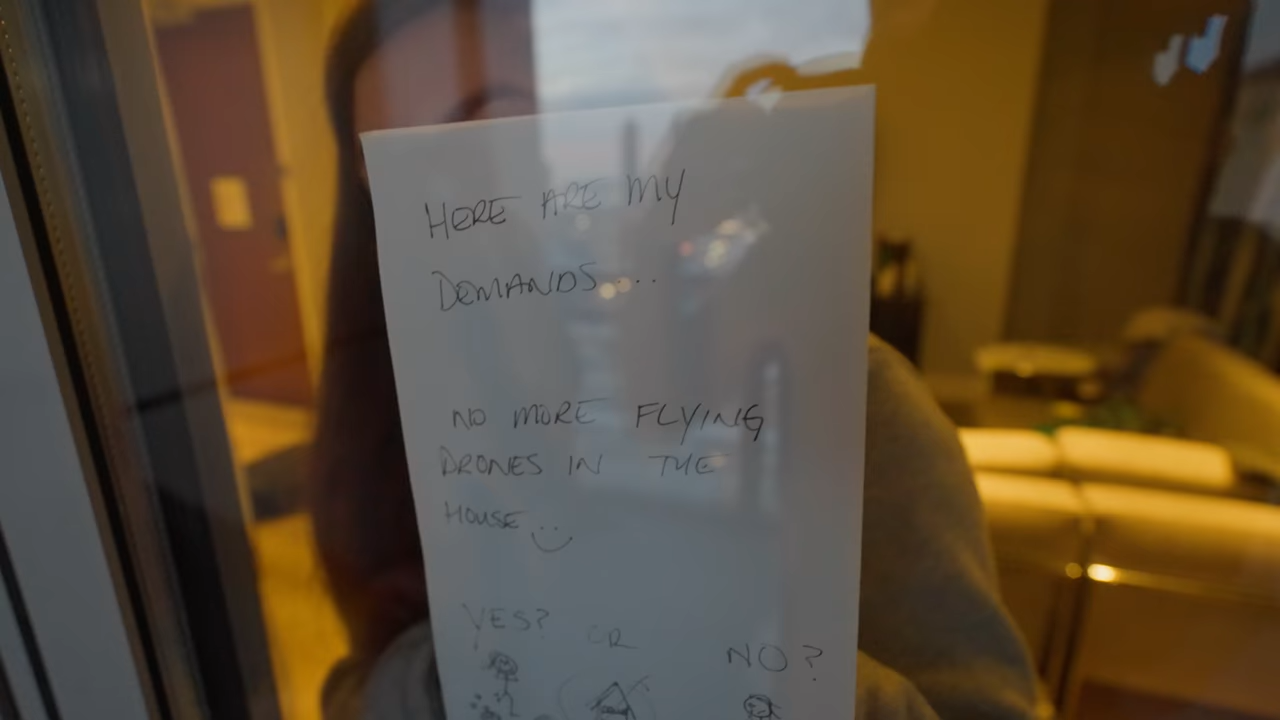 HERE ARE MY
DEMANDS...
NO MORE FLYING
DRONES IN THE
HOUSE..
YES? OR NO?